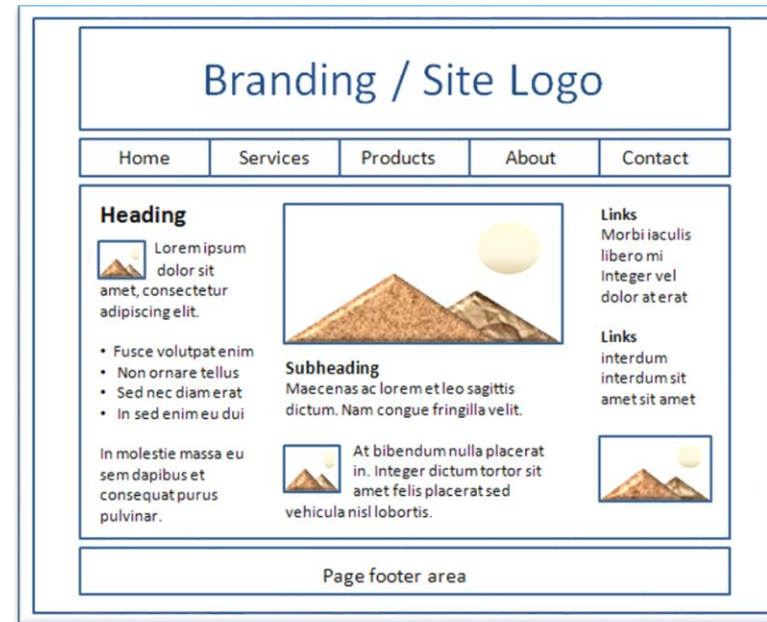 Branding / Site Logo
Home
Services
Products
About
Contact
Heading
Lorem ipsum
dolor sit
amet, consectetur
adipiscing elit.
• Fusce volutpat enim
• Non ornare tellus
• Sed nec diam erat
• In sed enim eu dui
In molestie massa eu
sem dapibus et
consequat purus
pulvinar.
Subheading
Maecenas ac lorem et leo sagittis
dictum. Nam congue fringilla velit.
At bibendum nulla placerat
in. Integer dictum tortor sit
amet felis placerat sed
vehicula nisl lobortis.
Links
Morbi iaculis
libero mi
Integer vel
dolor at erat
Links
interdum
interdum sit
amet sit amet
Page footer area